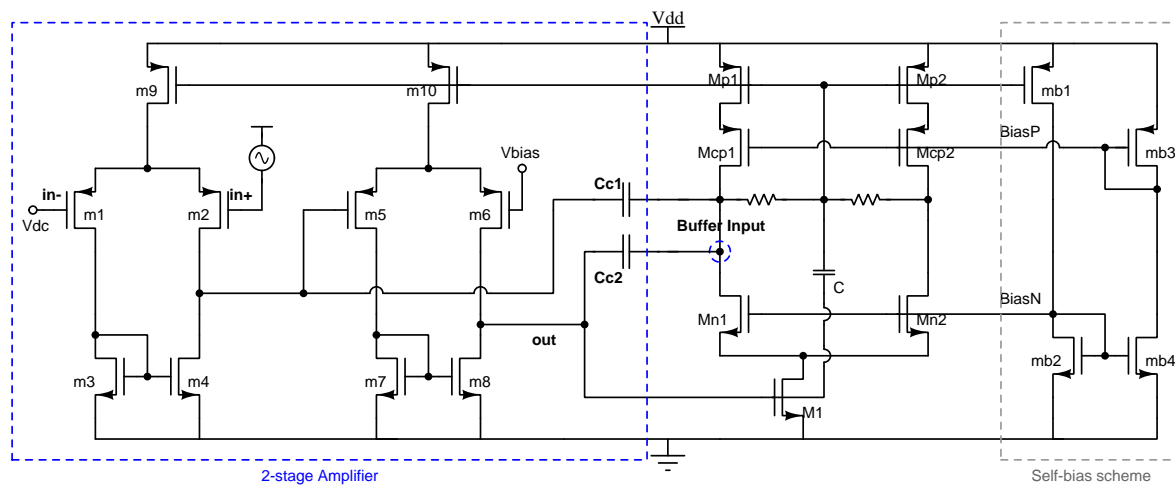 Vdd
m9
m10
Mp1
Mp2
mb1
Mcp1
Mcp2
BiasP
mb3
Vbias
in-
in+
Cc1
m1
m2
m5
m6
Vdc
Buffer Input
Cc2
C
BiasN
Mn1
Mn2
out
m3
m4
m7
m8
mb2
mb4
M1
2-stage Amplifier
Self-bias scheme